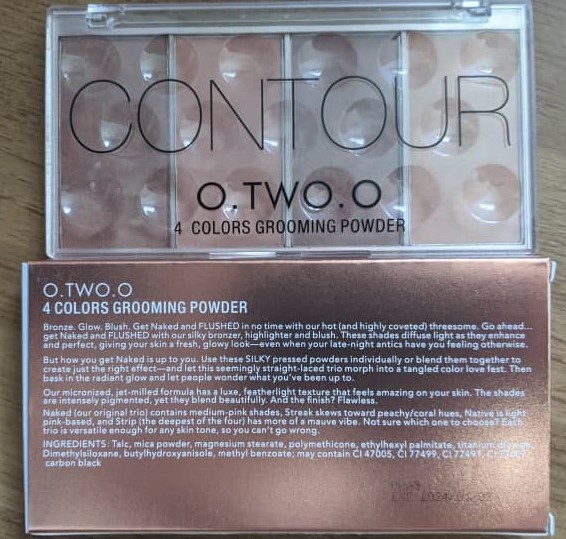 CONTOUR
O.TWO.O
4 COLORS GROOMING POWDER
O.TWO.O
4 COLORS GROOMING POWDER
Bronze. Glow. Blush. Get Naked and FLUSHED in no time with our hot (and highly coveted) threesome. Go ahead...
get Naked and FLUSHED with our silky bronzer, highlighter and blush. These shades diffuse light as they enhance
and perfect, giving your skin a fresh, glowy look—even when your late-night antics have you feeling otherwise.
But how you get Naked is up to you. Use these SILKY pressed powders individually or blend them together to
create just the right effect—and let this seemingly straight-laced trio morph into a tangled color love fest. Then
bask in the radiant glow and let people wonder what you've been up to.
Our micronized, jet-milled formula has a luxe, featherlight texture that feels amazing on your skin. The shades
are intensely pigmented, yet they blend beautifully. And the finish? Flawless.
Naked (our original trio) contains medium-pink shades, Streak skews toward peachy/coral hues, Native is light
pink-based, and Strip (the deepest of the four) has more of a mauve vibe. Not sure which one to choose? Each
trio is versatile enough for any skin tone, so you can't go wrong.
INGREDIENTS: Talc, mica powder, magnesium stearate, polymethicone, ethylhexyl palmitate, titanium dioxide,
Dimethylsiloxane, butylhydroxyanisole, methyl benzoate; may contain CI 47005, CI 77499, CI 77491, CI 77007
carbon black